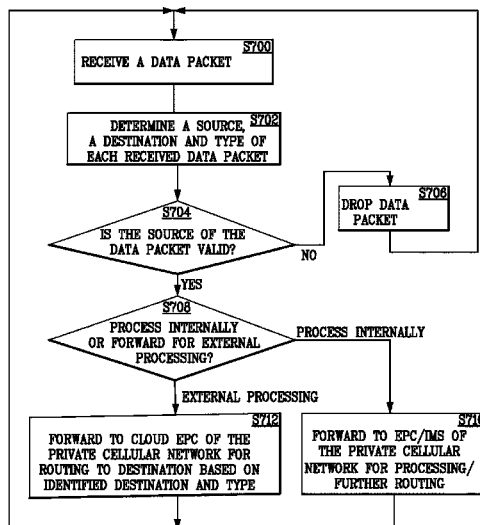 S700
RECEIVE A DATA PACKET
S702
DETERMINE A SOURCE,
A DESTINATION AND TYPE OF
EACH RECEIVED DATA PACKET
S704
IS THE SOURCE OF THE
DATA PACKET VALID?
NO
S706
DROP DATA
PACKET
YES
S708
PROCESS INTERNALLY
OR FORWARD FOR EXTERNAL
PROCESSING?
PROCESS INTERNALLY
EXTERNAL PROCESSING
S712
FORWARD TO CLOUD EPC OF THE
PRIVATE CELLULAR NETWORK FOR
ROUTING TO DESTINATION BASED ON
IDENTIFIED DESTINATION AND TYPE
S710
FORWARD TO EPC/IMS OF
THE PRIVATE CELLULAR
NETWORK FOR PROCESSING/
FURTHER ROUTING